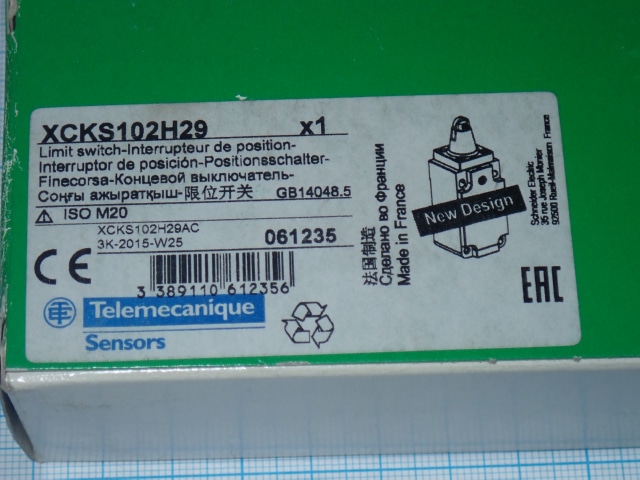 XCKS102H29 x1
Limit switch-Interrupteur de position-
Interruptor de posición-Positionsschalter-
Finecorsa-Концевой выключатель-
Соңғы ажыратқыш-限位开关 GB14048.5
ISO M20
XCKS102H29AC
3K-2015-W25
061235
CE
3 389110 612356
Telemecanique
Sensors
法国制造
Сделано во Франции
Made in France
New Design
Schneider Electric
35 rue Joseph Monier
92500 Rueil-Malmaison France
EAC